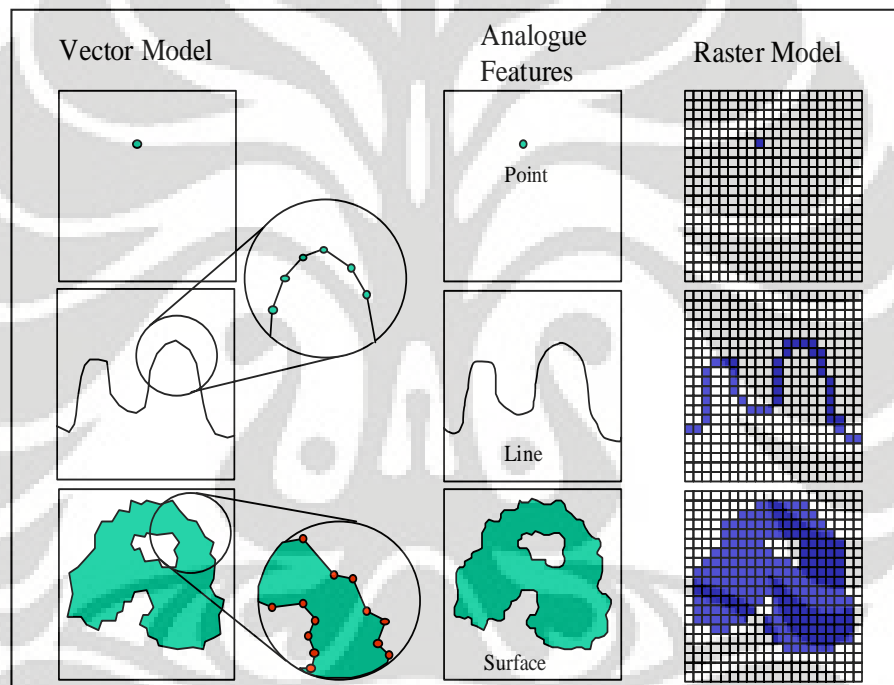 Vector Model
Analogue
Features
Raster Model
Point
Line
Surface